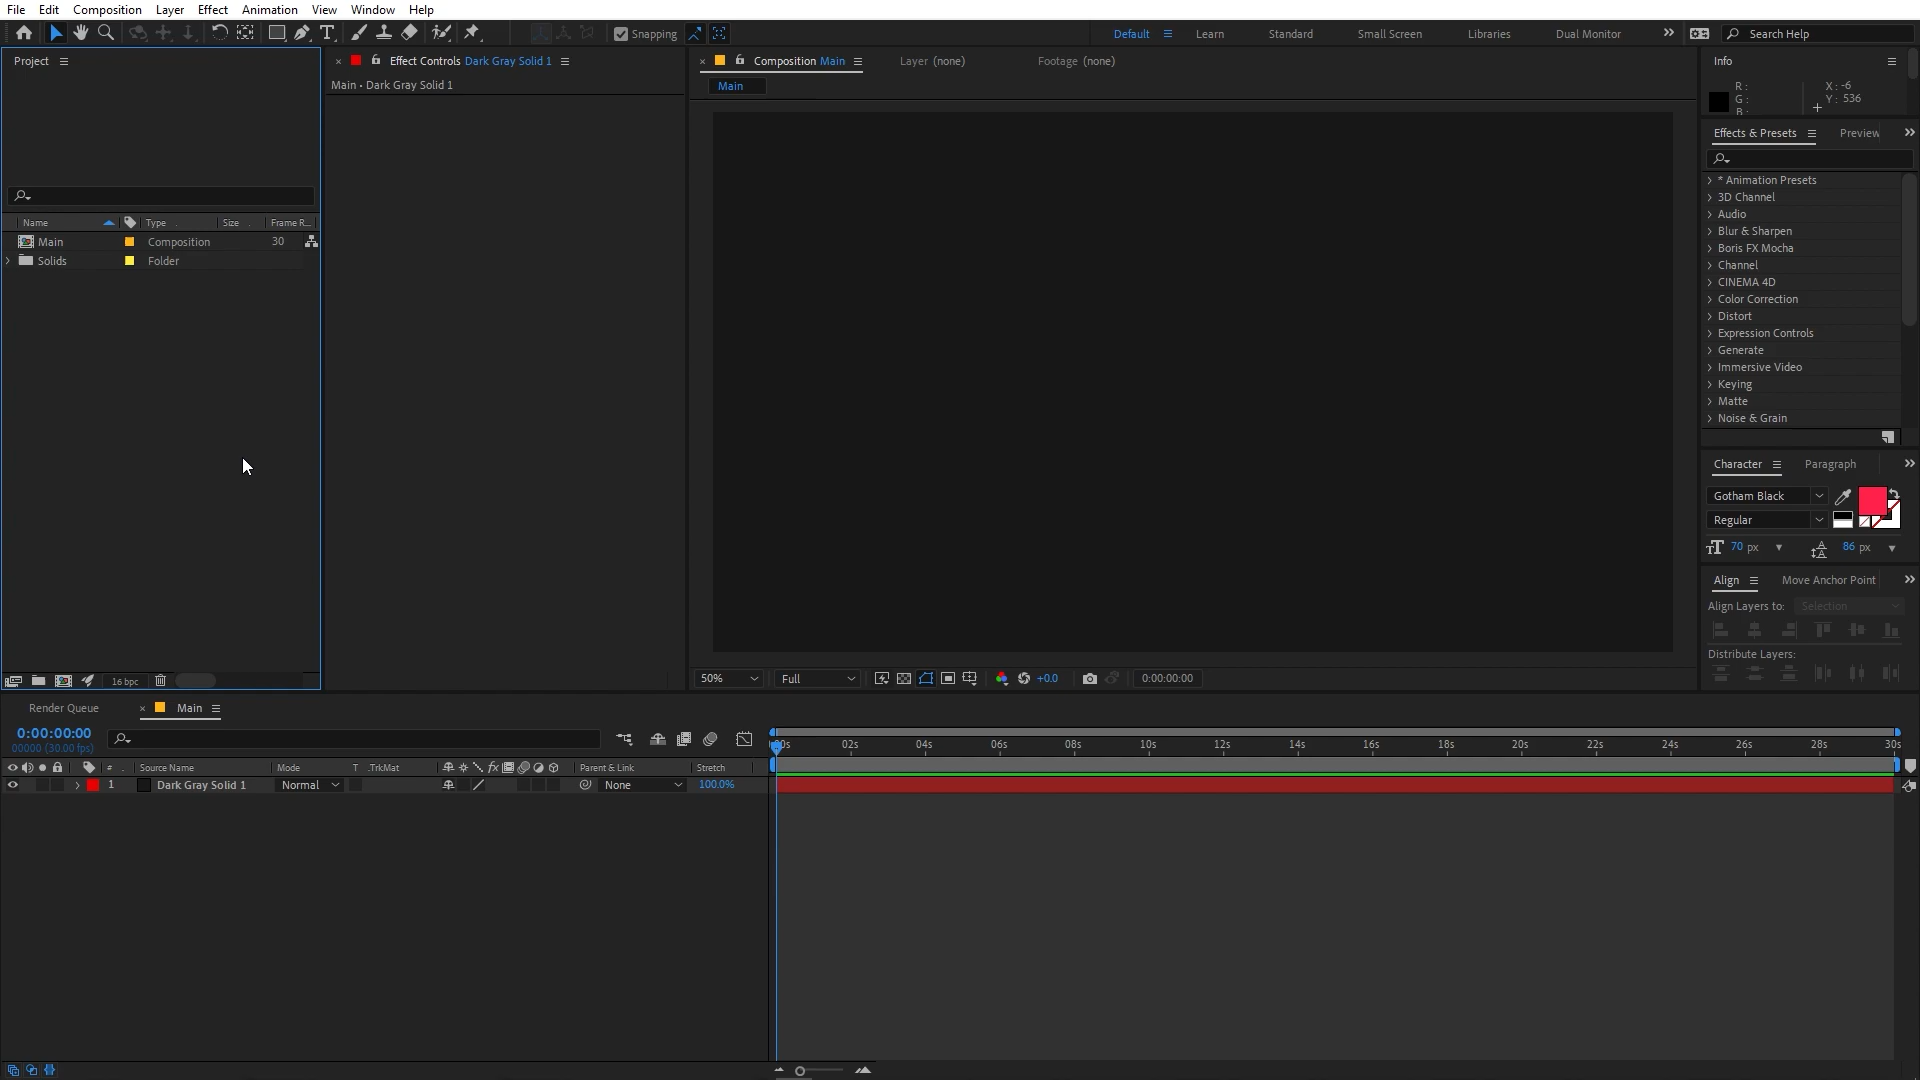 File Edit Composition Layer Effect Animation View Window Help
Snapping Default Learn Standard Small Screen Libraries Dual Monitor Search Help
Project
Effect Controls Dark Gray Solid 1
Main • Dark Gray Solid 1
Composition Main Layer (none) Footage (none)
Main
Info
R :
G :
B :
X : -6
Y : 536
Effects & Presets Preview
* Animation Presets
3D Channel
Audio
Blur & Sharpen
Boris FX Mocha
Channel
CINEMA 4D
Color Correction
Distort
Expression Controls
Generate
Immersive Video
Keying
Matte
Noise & Grain
Name Type Size Frame R...
Main Composition 30
Solids Folder
Character Paragraph
Gotham Black
Regular
70 px 86 px
Align Move Anchor Point
Align Layers to: Selection
Distribute Layers:
16 bpc
50% Full +0.0 0:00:00:00
Render Queue Main
0:00:00:00
00000 (30.00 fps)
02s 04s 06s 08s 10s 12s 14s 16s 18s 20s 22s 24s 26s 28s 30s
# Source Name Mode T .TrkMat fx Parent & Link Stretch
1 Dark Gray Solid 1 Normal None 100.0%